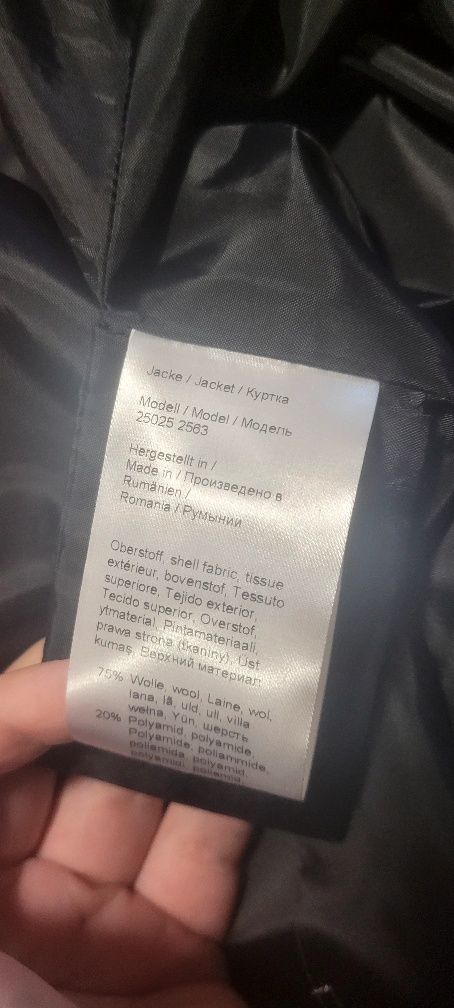 Jacke / Jacket / Куртка
Modell / Model / Модель
25025 2563
Hergestellt in /
Made in / Произведено в
Rumänien /
Romania / Румынии
Oberstoff, shell fabric, tissue
extérieur, bovenstof, Tessuto
superiore, Tejido exterior,
Tecido superior, Overstof,
ytmaterial, Pintamateriaali,
prawa strona (tkaniny), Üst
kumaş, Верхний материал
75% Wolle, wool, Laine, wol,
lana, lã, uld, ull, villa
wełna, Yün, шерсть
20% Polyamid, polyamide,
Polyamide, poliammide,
poliamida, polyamid,
polyamid, poliamid,